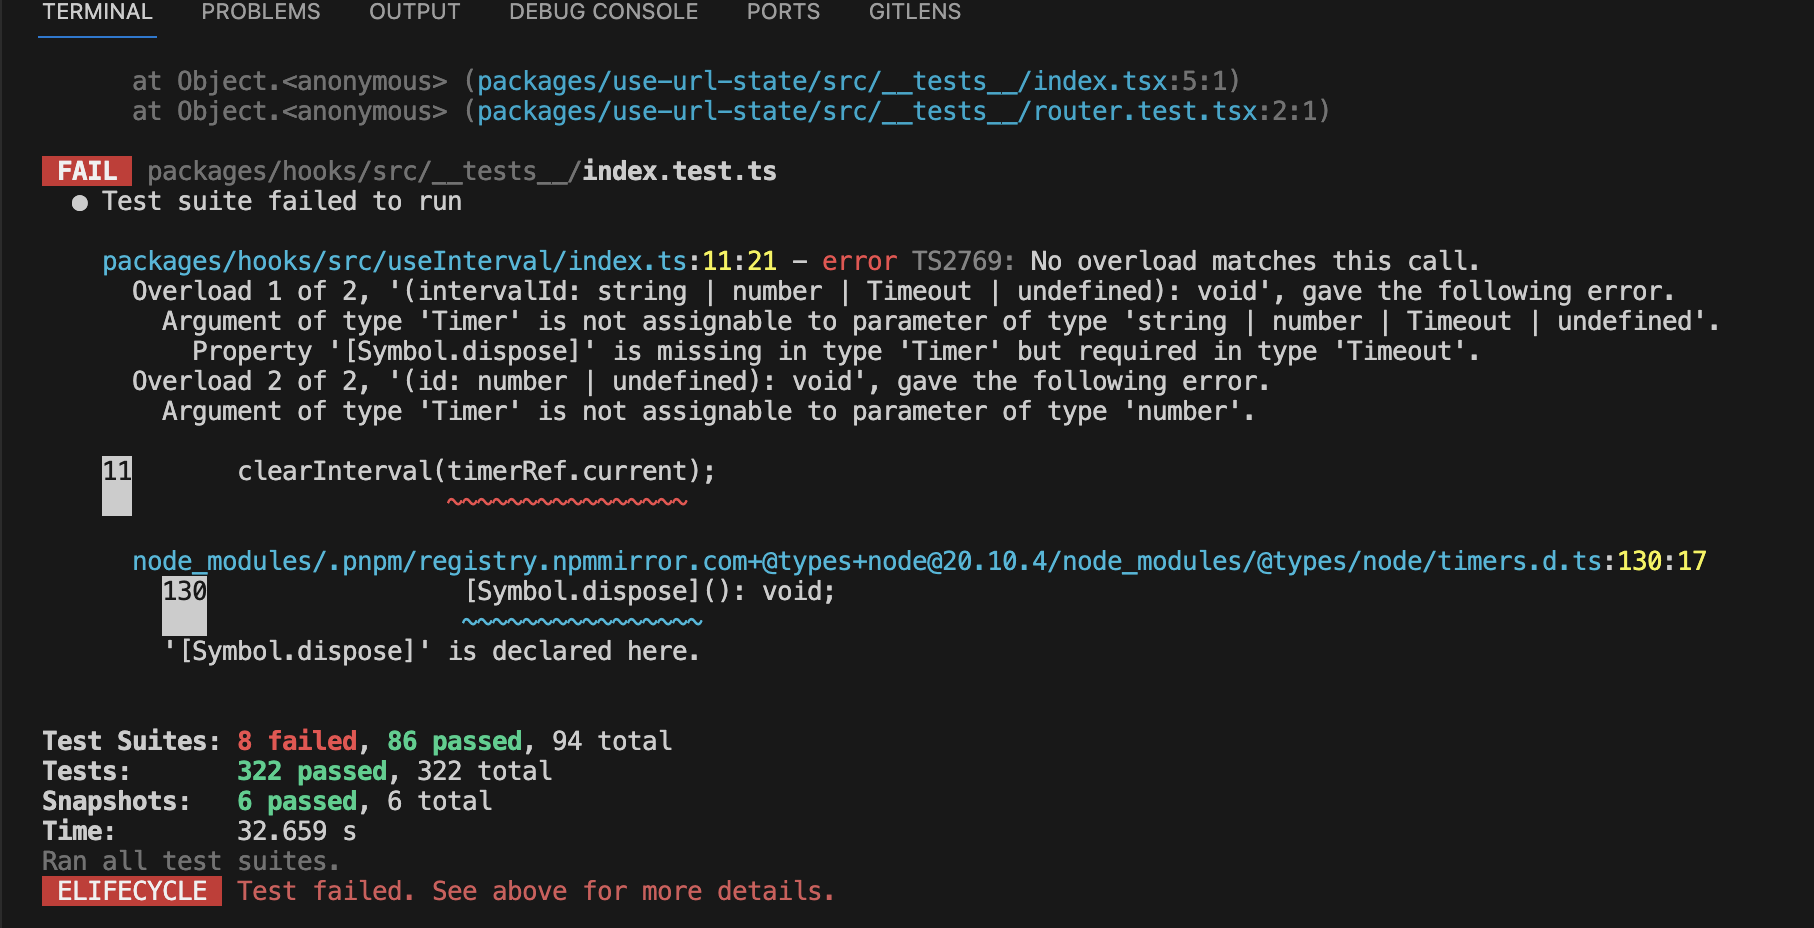 TERMINAL PROBLEMS OUTPUT DEBUG CONSOLE PORTS GITLENS
at Object.<anonymous> (packages/use-url-state/src/__tests__/index.tsx:5:1)
at Object.<anonymous> (packages/use-url-state/src/__tests__/router.test.tsx:2:1)
FAIL packages/hooks/src/__tests__/index.test.ts
● Test suite failed to run
packages/hooks/src/useInterval/index.ts:11:21 - error TS2769: No overload matches this call.
Overload 1 of 2, '(intervalId: string | number | Timeout | undefined): void', gave the following error.
Argument of type 'Timer' is not assignable to parameter of type 'string | number | Timeout | undefined'.
Property '[Symbol.dispose]' is missing in type 'Timer' but required in type 'Timeout'.
Overload 2 of 2, '(id: number | undefined): void', gave the following error.
Argument of type 'Timer' is not assignable to parameter of type 'number'.
11 clearInterval(timerRef.current);
node_modules/.pnpm/registry.npmmirror.com+@types+node@20.10.4/node_modules/@types/node/timers.d.ts:130:17
130 [Symbol.dispose](): void;
'[Symbol.dispose]' is declared here.
Test Suites: 8 failed, 86 passed, 94 total
Tests: 322 passed, 322 total
Snapshots: 6 passed, 6 total
Time: 32.659 s
Ran all test suites.
ELIFECYCLE Test failed. See above for more details.